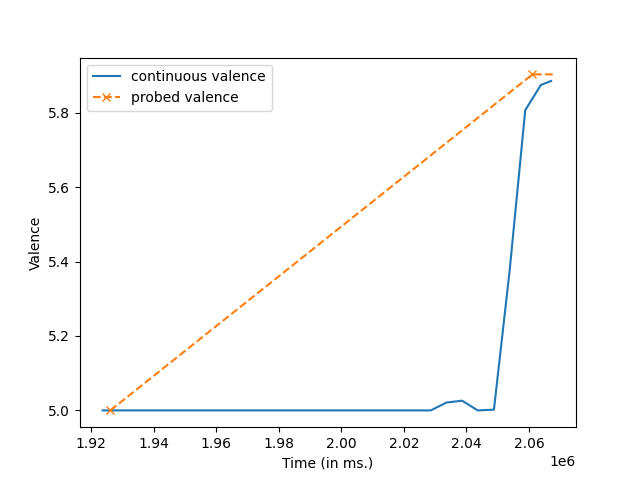 continuous valence
probed valence
Valence
5.8
5.6
5.4
5.2
5.0
1.92 1.94 1.96 1.98 2.00 2.02 2.04 2.06
1e6
Time (in ms.)